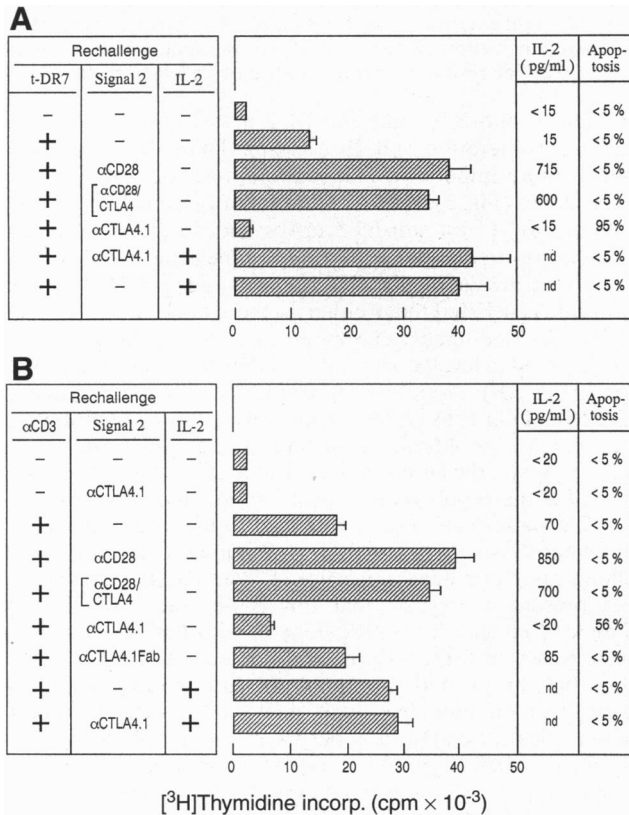 A
Rechallenge
t-DR7 Signal 2 IL-2
IL-2 (pg/ml)
Apop-tosis
– – – <15 <5%
+ – – 15 <5%
+ αCD28 – 715 <5%
+ [αCD28/CTLA4 – 600 <5%
+ αCTLA4.1 – <15 95%
+ αCTLA4.1 + nd <5%
+ – + nd <5%
0 10 20 30 40 50
B
Rechallenge
αCD3 Signal 2 IL-2
IL-2 (pg/ml)
Apop-tosis
– – – <20 <5%
– αCTLA4.1 – <20 <5%
+ – – 70 <5%
+ αCD28 – 850 <5%
+ [αCD28/CTLA4 – 700 <5%
+ αCTLA4.1 – <20 56%
+ αCTLA4.1Fab – 85 <5%
+ – + nd <5%
+ αCTLA4.1 + nd <5%
0 10 20 30 40 50
[³H]Thymidine incorp. (cpm × 10⁻³)